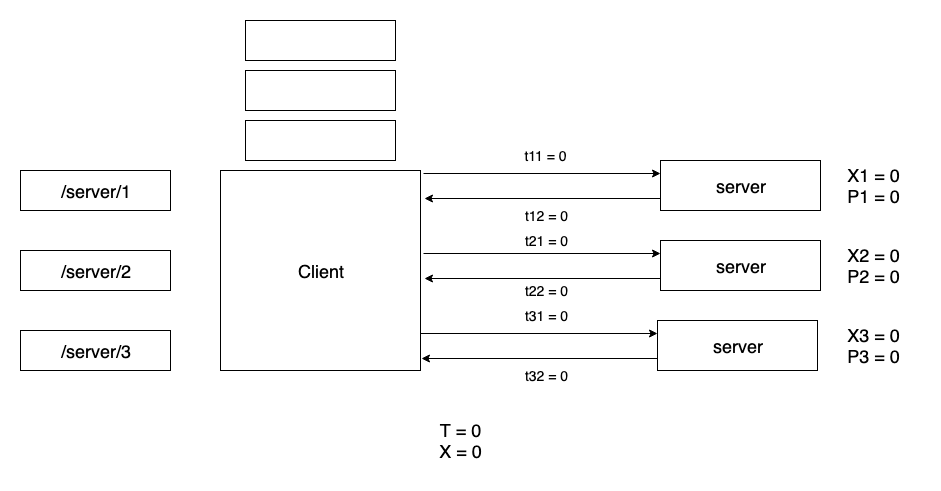 t11 = 0
/server/1
server
X1 = 0
P1 = 0
t12 = 0
t21 = 0
/server/2
Client
server
X2 = 0
P2 = 0
t22 = 0
t31 = 0
/server/3
server
X3 = 0
P3 = 0
t32 = 0
T = 0
X = 0